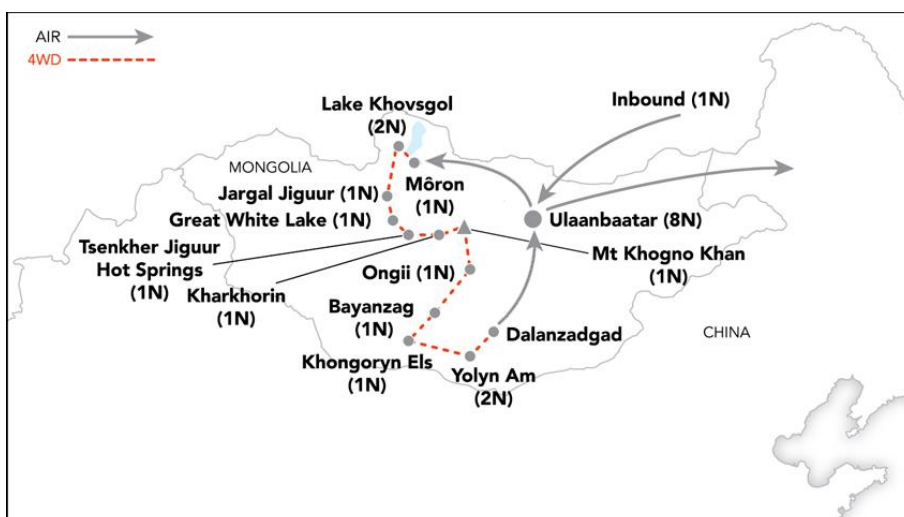 AIR
4WD
Lake Khovsgol
(2N)
Inbound (1N)
MONGOLIA
Môron
(1N)
Jargal Jiguur (1N)
Great White Lake (1N)
Ulaanbaatar (8N)
Tsenkher Jiguur
Hot Springs
(1N)
Mt Khogno Khan
(1N)
Kharkhorin
(1N)
Ongii (1N)
Bayanzag
(1N)
Dalanzadgad
CHINA
Khongoryn Els
(1N)
Yolyn Am
(2N)